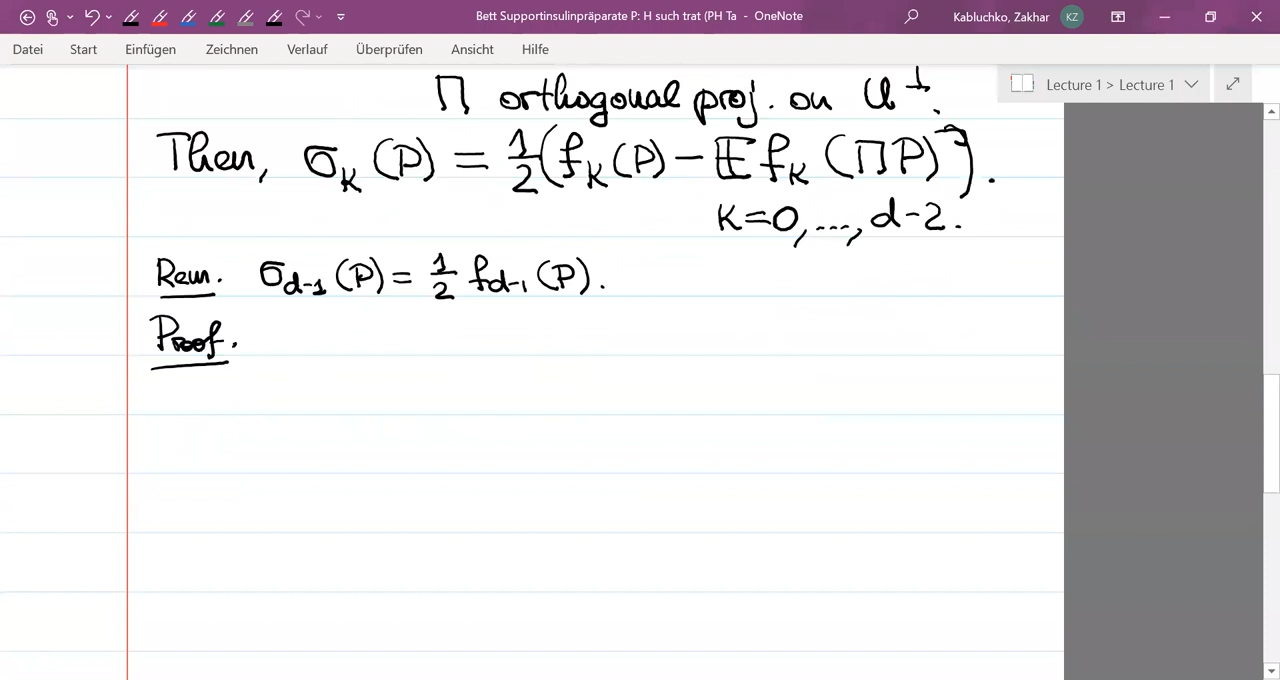 Bett Supportinsulinpräparate P: H such trat (PH Ta - OneNote
Kabluchko, Zakhar
KZ
Datei Start Einfügen Zeichnen Verlauf Überprüfen Ansicht Hilfe
Lecture 1 > Lecture 1
Π orthogonal proj. on U^⊥.
Then, σ_k (P) = 1/2 (f_k (P) - 𝔼 f_k (ΠP)).
k=0, ..., d-2.
Rem. σ_{d-1} (P) = 1/2 f_{d-1} (P).
Proof.